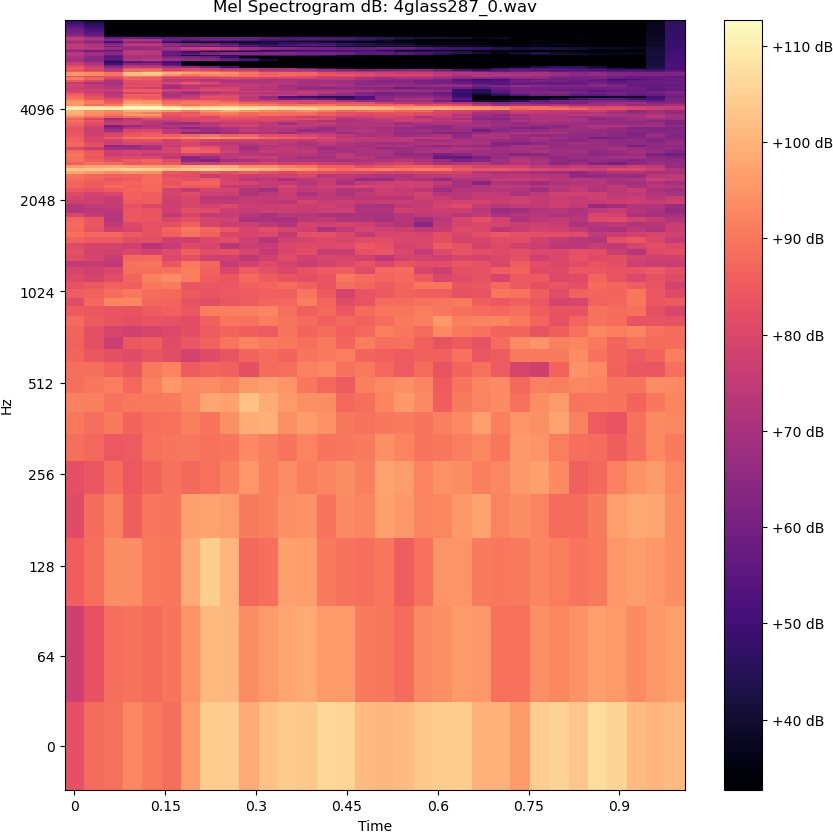 Mel Spectrogram dB: 4glass287_0.wav
+110 dB
4096
+100 dB
2048
+90 dB
1024
+80 dB
512
Hz
+70 dB
256
+60 dB
128
+50 dB
64
+40 dB
0
0 0.15 0.3 0.45 0.6 0.75 0.9
Time